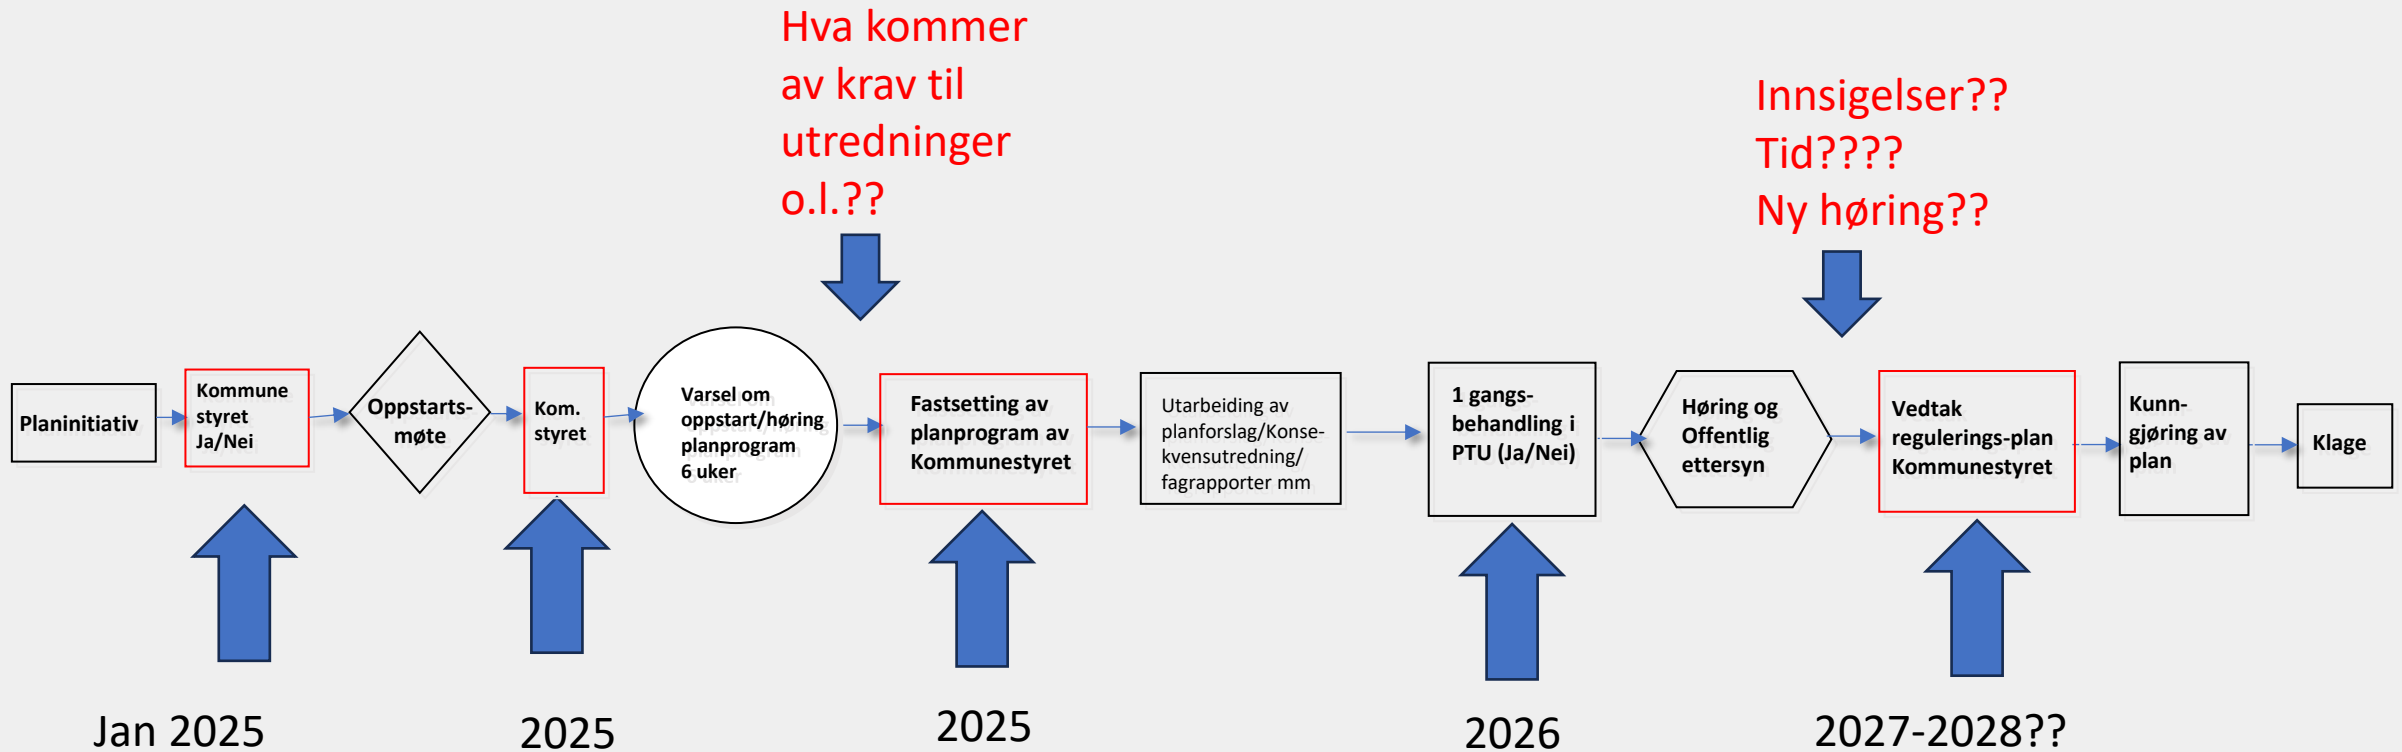 Hva kommer
av krav til
utredninger
o.l.??
Innsigelser??
Tid????
Ny høring??
Planinitiativ
Kommune
styret
Ja/Nei
Oppstarts-
møte
Kom.
styret
Varsel om
oppstart/høring
planprogram
6 uker
Fastsetting av
planprogram av
Kommunestyret
Utarbeiding av
planforslag/Konse-
kvensutredning/
fagrapporter mm
1 gangs-
behandling i
PTU (Ja/Nei)
Høring og
Offentlig
ettersyn
Vedtak
regulerings-plan
Kommunestyret
Kunn-
gjøring av
plan
Klage
Jan 2025
2025
2025
2026
2027-2028??